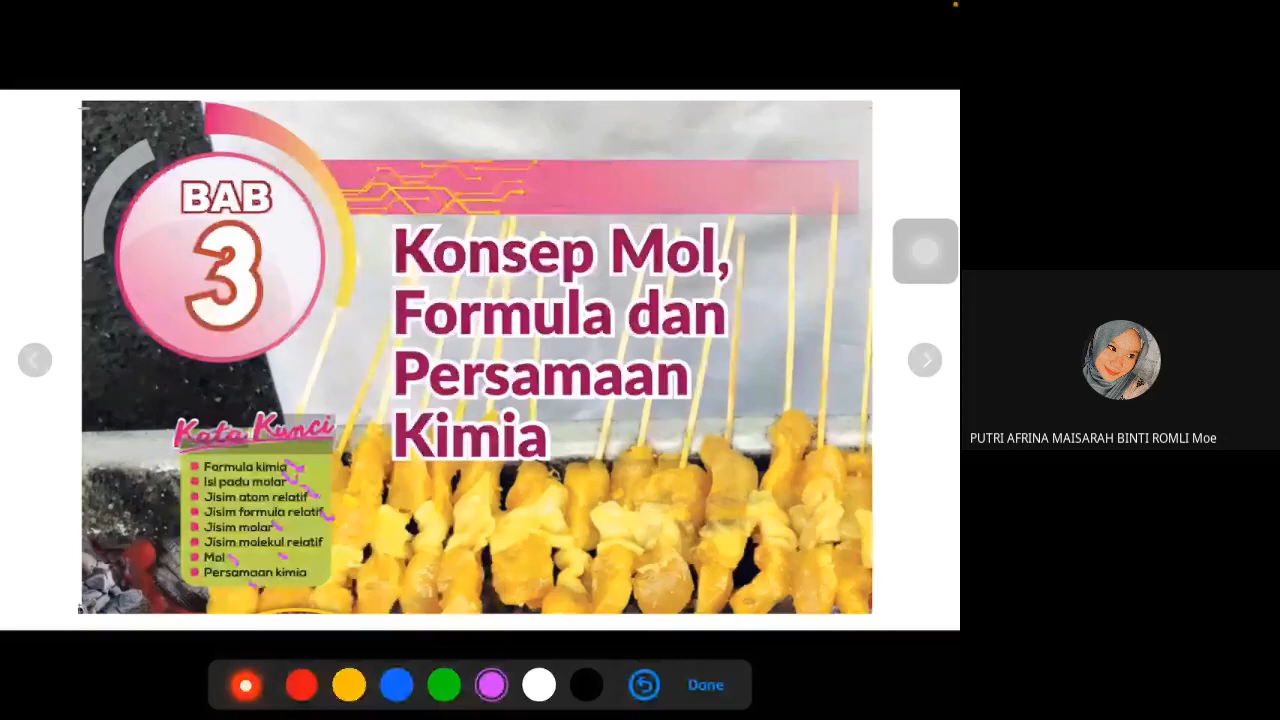 BAB
3
Konsep Mol,
Formula dan
Persamaan
Kimia
Kata Kunci
Formula kimia
Isi padu molar
Jisim atom relatif
Jisim formula relatif
Jisim molar
Jisim molekul relatif
Mol
Persamaan kimia
PUTRI AFRINA MAISARAH BINTI ROMLI Moe
Done